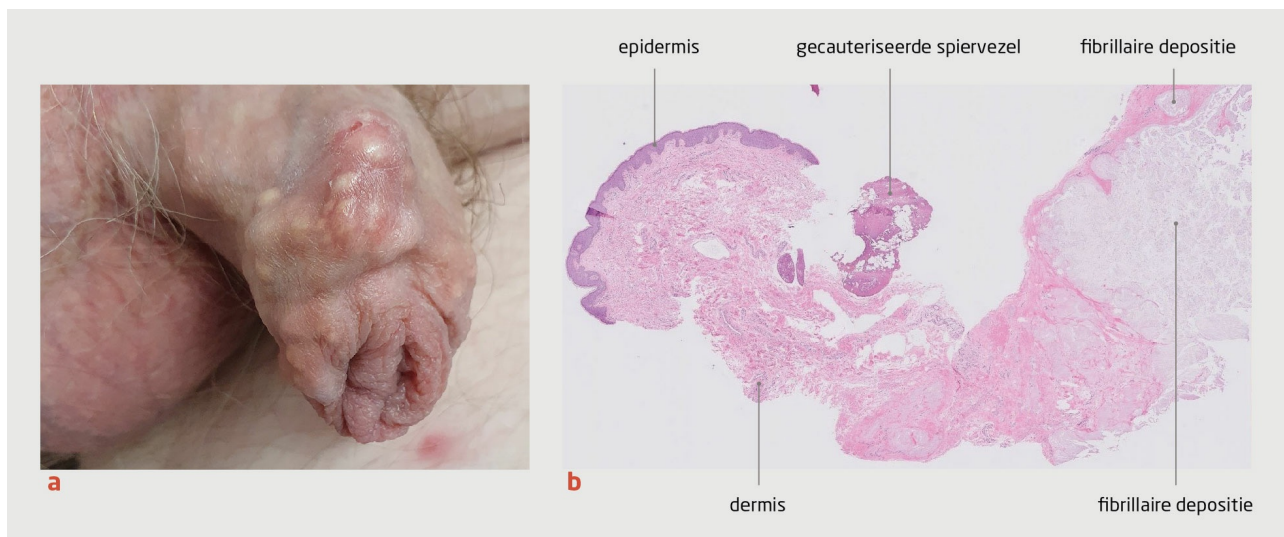 epidermis
gecauteriseerde spiervezel
fibrillaire depositie
a
b
dermis
fibrillaire depositie